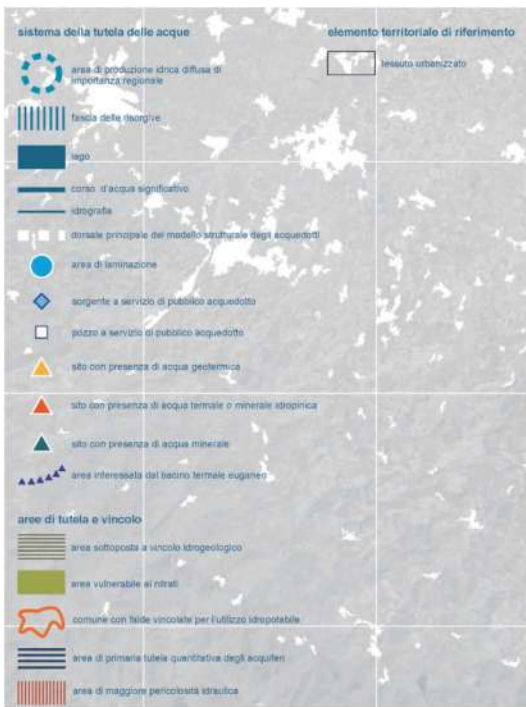 sistema della tutela delle acque
area di produzione idrica diffusa di
importanza regionale
fascia delle risorgive
lago
corso d'acqua significativo
idrografia
dorsale principale del modello strutturale degli acquedotti
area di laminazione
sorgente a servizio di pubblico acquedotto
pozzo a servizio di pubblico acquedotto
sito con presenza di acqua geotermica
sito con presenza di acqua termale o minerale idropinica
sito con presenza di acqua minerale
area interessata dal bacino termale euganeo
aree di tutela e vincolo
area sottoposta a vincolo idrogeologico
area vulnerabile ai nitrati
comune con falde vincolate per l'utilizzo idropotabile
area di primaria tutela quantitativa degli acquiferi
area di maggiore pericolosità idraulica
elemento territoriale di riferimento
tessuto urbanizzato